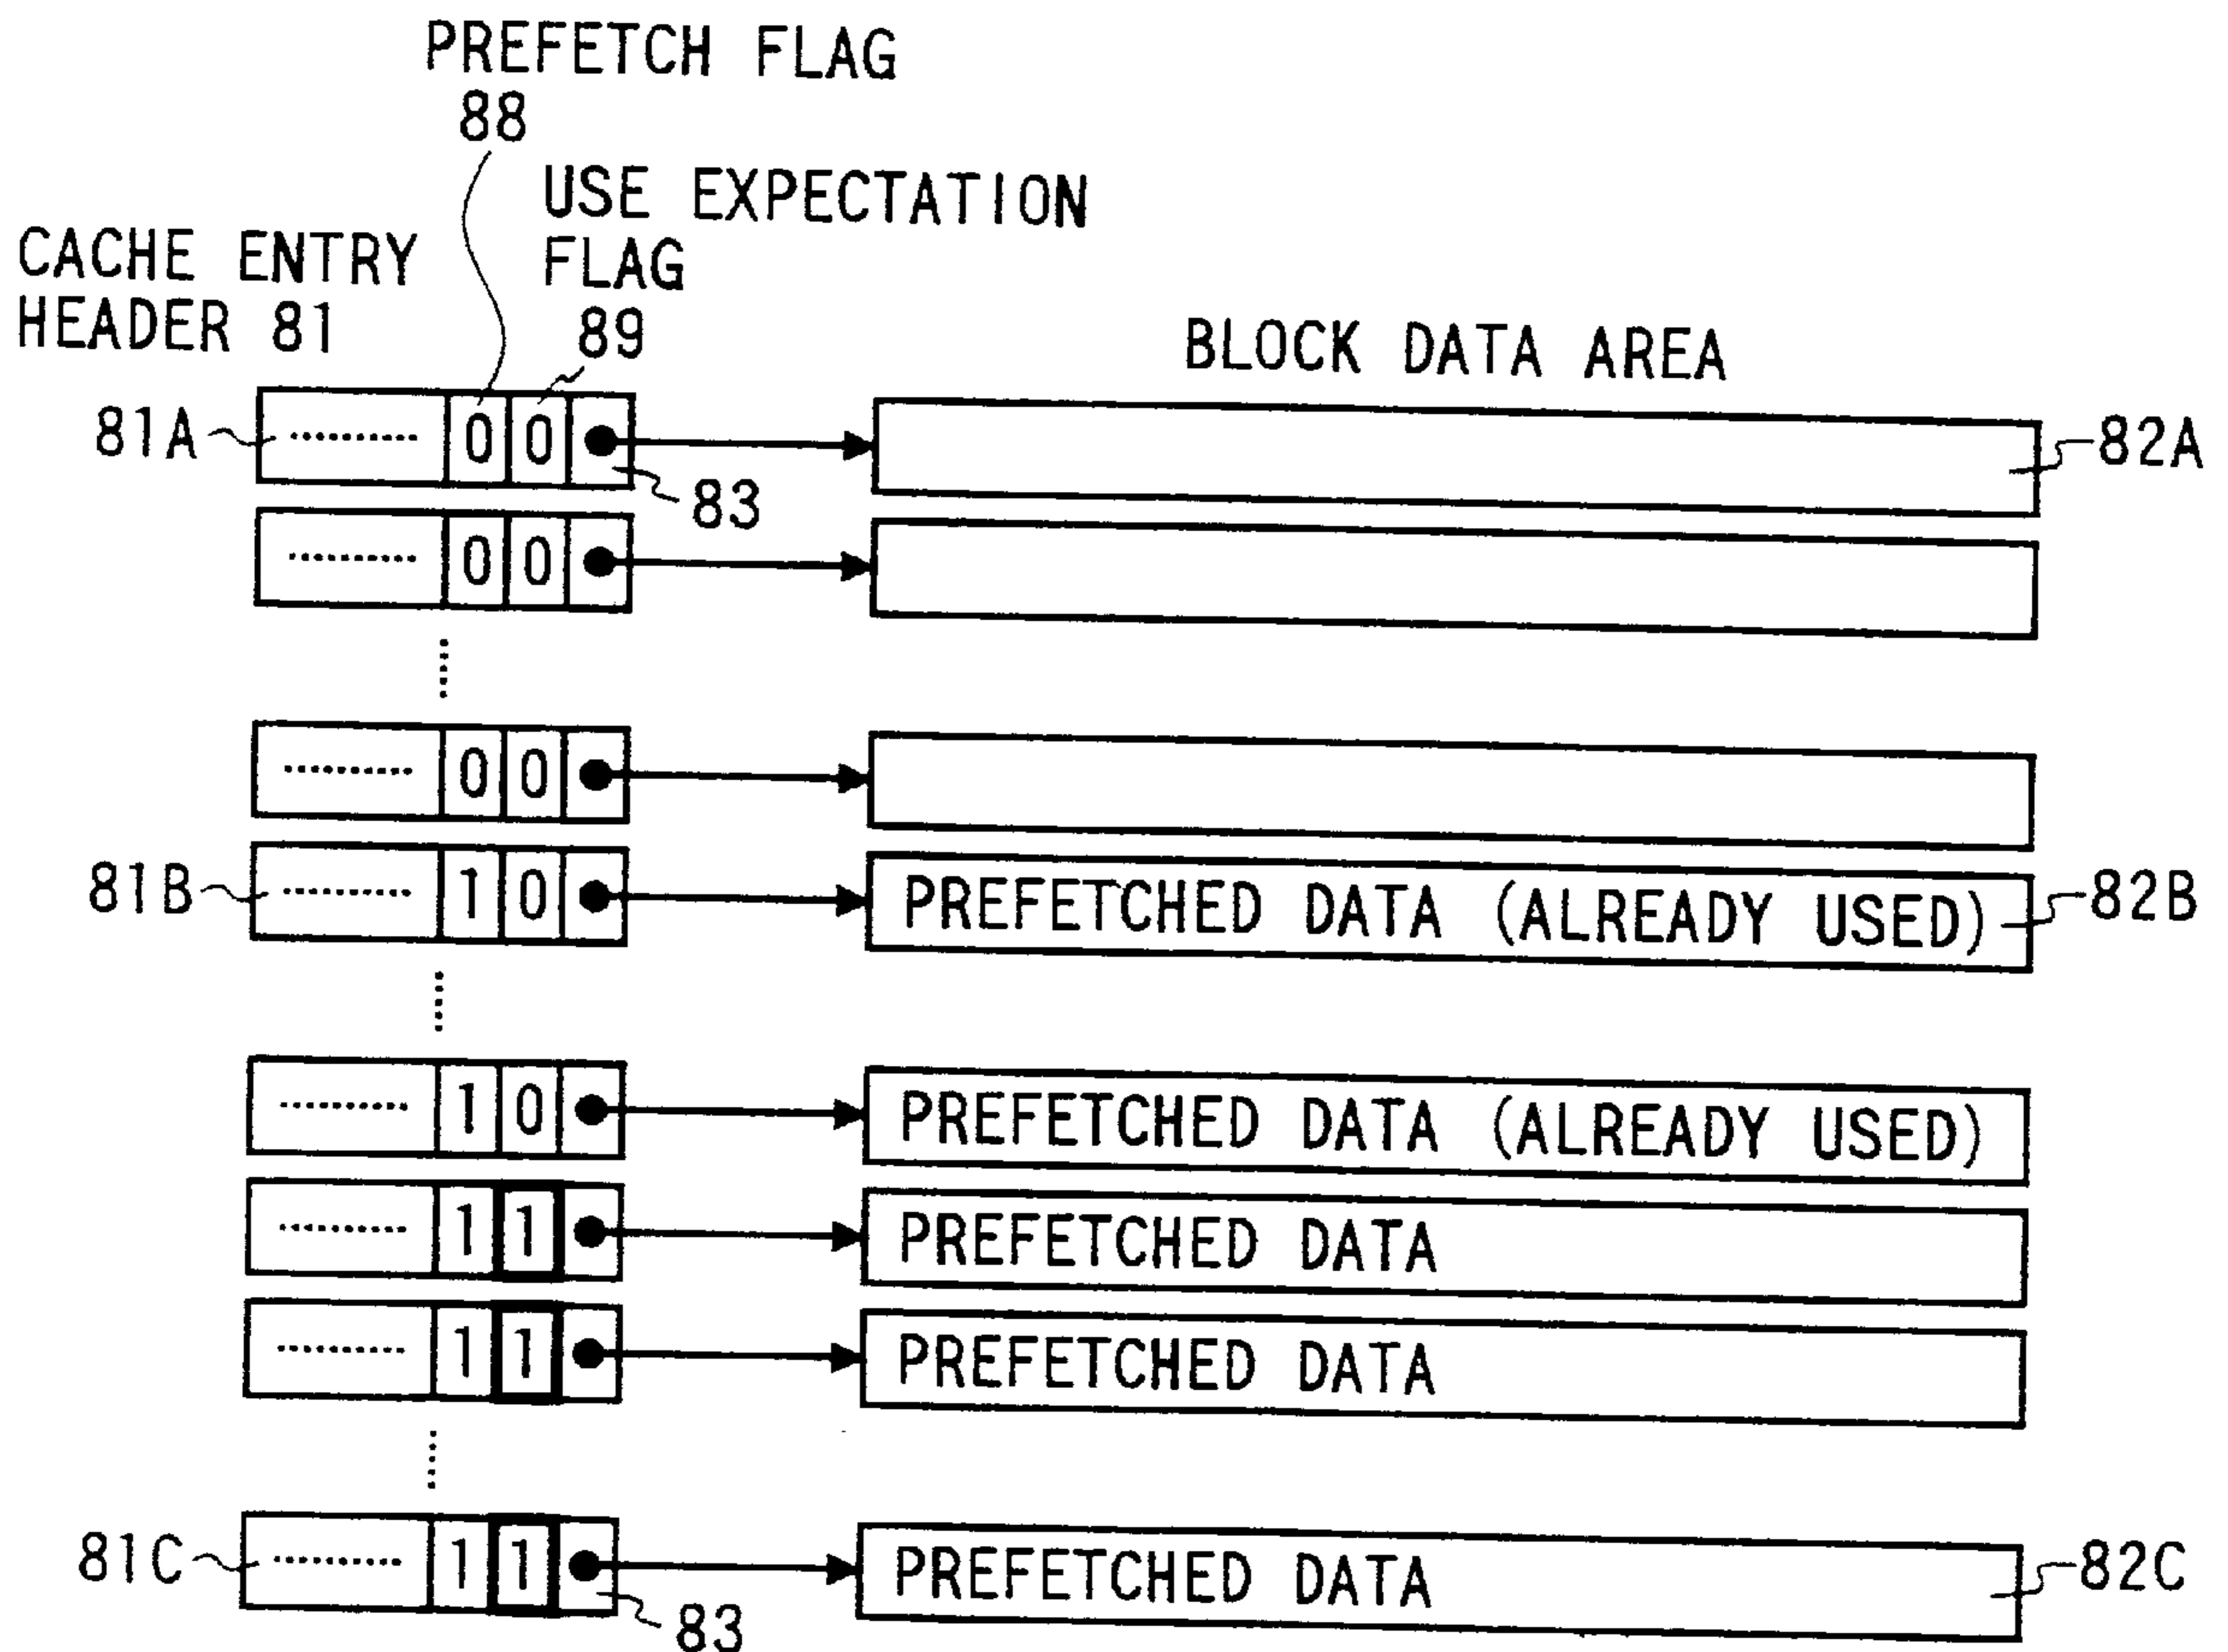 PREFETCH FLAG
88
USE EXPECTATION
FLAG
89
CACHE ENTRY
HEADER 81
BLOCK DATA AREA
81A 0 0 82A
83
0 0
0 0
81B 1 0 PREFETCHED DATA (ALREADY USED) 82B
1 0 PREFETCHED DATA (ALREADY USED)
1 1 PREFETCHED DATA
1 1 PREFETCHED DATA
81C 1 1 PREFETCHED DATA 82C
83